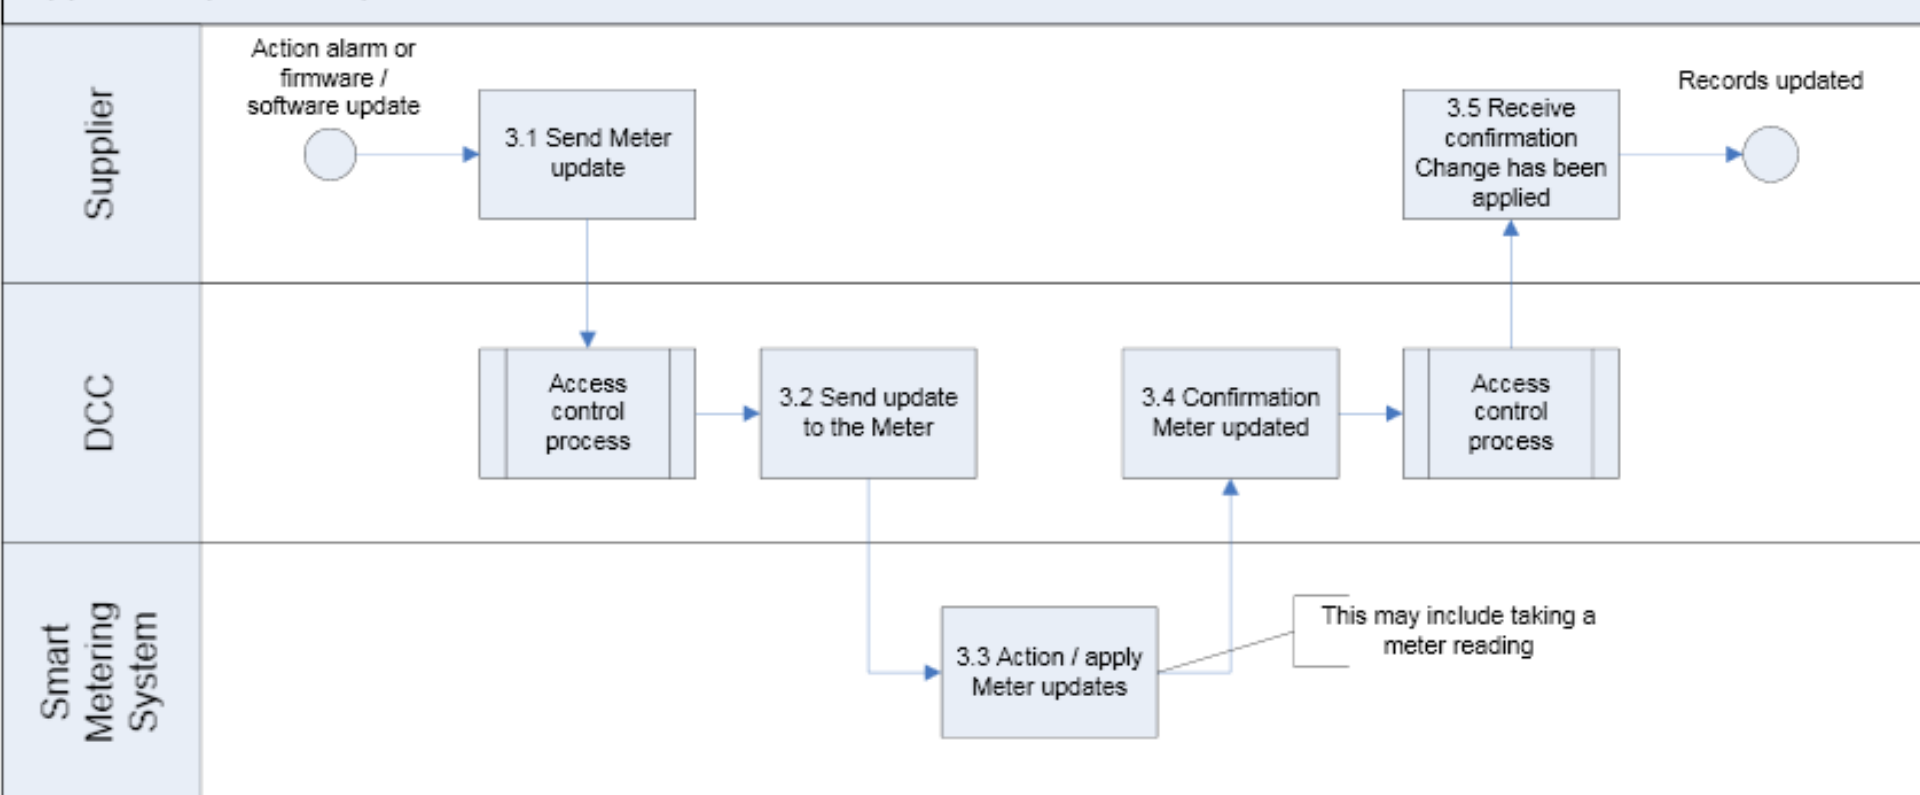 Supplier
Action alarm or
firmware /
software update
3.1 Send Meter
update
3.5 Receive
confirmation
Change has been
applied
Records updated
DCC
Access
control
process
3.2 Send update
to the Meter
3.4 Confirmation
Meter updated
Access
control
process
Smart
Metering
System
3.3 Action / apply
Meter updates
This may include taking a
meter reading